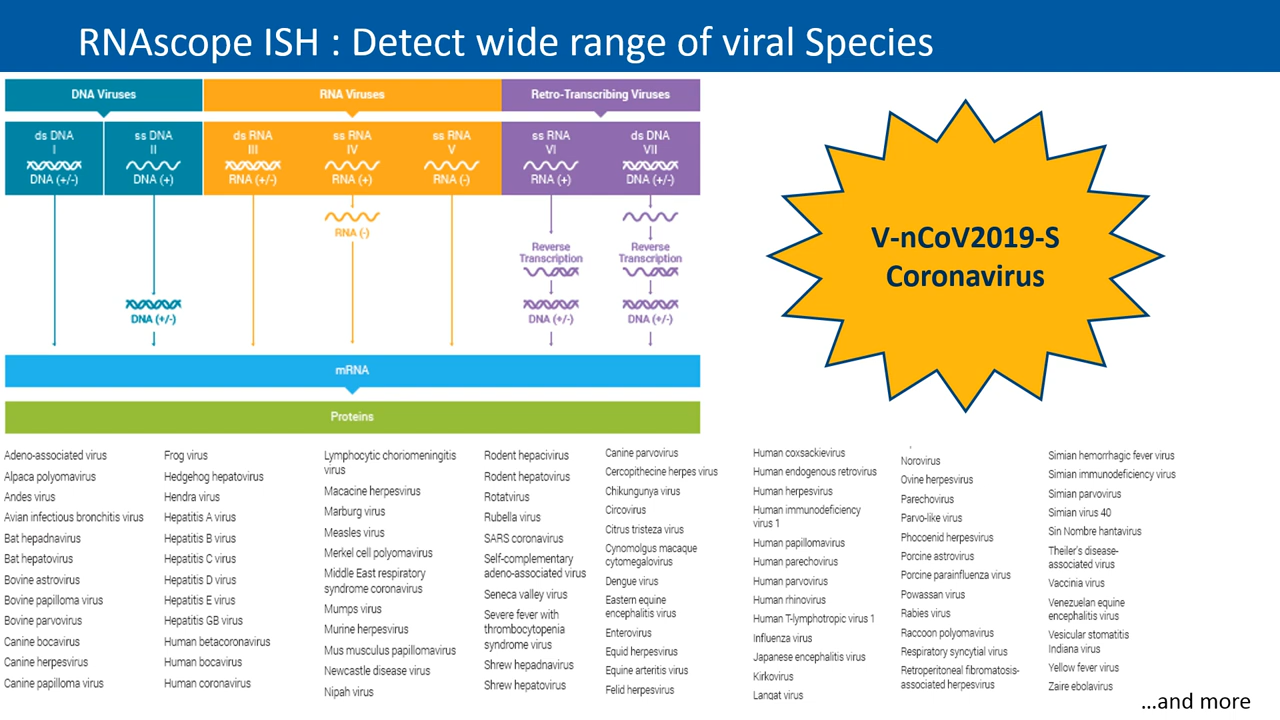 RNAscope ISH : Detect wide range of viral Species
DNA Viruses
RNA Viruses
Retro-Transcribing Viruses
ds DNA
I
DNA (+/-)
ss DNA
II
DNA (+)
ds RNA
III
RNA (+/-)
ss RNA
IV
RNA (+)
ss RNA
V
RNA (-)
ss RNA
VI
RNA (+)
ds DNA
VII
DNA (+/-)
RNA (-)
Reverse
Transcription
Reverse
Transcription
DNA (+/-)
DNA (+/-)
DNA (+/-)
mRNA
Proteins
V-nCoV2019-S
Coronavirus
Adeno-associated virus
Alpaca polyomavirus
Andes virus
Avian infectious bronchitis virus
Bat hepadnavirus
Bat hepatovirus
Bovine astrovirus
Bovine papilloma virus
Bovine parvovirus
Canine bocavirus
Canine herpesvirus
Canine papilloma virus
Frog virus
Hedgehog hepatovirus
Hendra virus
Hepatitis A virus
Hepatitis B virus
Hepatitis C virus
Hepatitis D virus
Hepatitis E virus
Hepatitis GB virus
Human betacoronavirus
Human bocavirus
Human coronavirus
Lymphocytic choriomeningitis
virus
Macacine herpesvirus
Marburg virus
Measles virus
Merkel cell polyomavirus
Middle East respiratory
syndrome coronavirus
Mumps virus
Murine herpesvirus
Mus musculus papillomavirus
Newcastle disease virus
Nipah virus
Rodent hepacivirus
Rodent hepatovirus
Rotatvirus
Rubella virus
SARS coronavirus
Self-complementary
adeno-associated virus
Seneca valley virus
Severe fever with
thrombocytopenia
syndrome virus
Shrew hepadnavirus
Shrew hepatovirus
Canine parvovirus
Cercopithecine herpes virus
Chikungunya virus
Circovirus
Citrus tristeza virus
Cynomolgus macaque
cytomegalovirus
Dengue virus
Eastern equine
encephalitis virus
Enterovirus
Equid herpesvirus
Equine arteritis virus
Felid herpesvirus
Human coxsackievirus
Human endogenous retrovirus
Human herpesvirus
Human immunodeficiency
virus 1
Human papillomavirus
Human parechovirus
Human parvovirus
Human rhinovirus
Human T-lymphotropic virus 1
Influenza virus
Japanese encephalitis virus
Kirkovirus
Langat virus
Norovirus
Ovine herpesvirus
Parechovirus
Parvo-like virus
Phocoenid herpesvirus
Porcine astrovirus
Porcine parainfluenza virus
Powassan virus
Rabies virus
Raccoon polyomavirus
Respiratory syncytial virus
Retroperitoneal fibromatosis-
associated herpesvirus
Simian hemorrhagic fever virus
Simian immunodeficiency virus
Simian parvovirus
Simian virus 40
Sin Nombre hantavirus
Theiler's disease-
associated virus
Vaccinia virus
Venezuelan equine
encephalitis virus
Vesicular stomatitis
Indiana virus
Yellow fever virus
Zaire ebolavirus
...and more